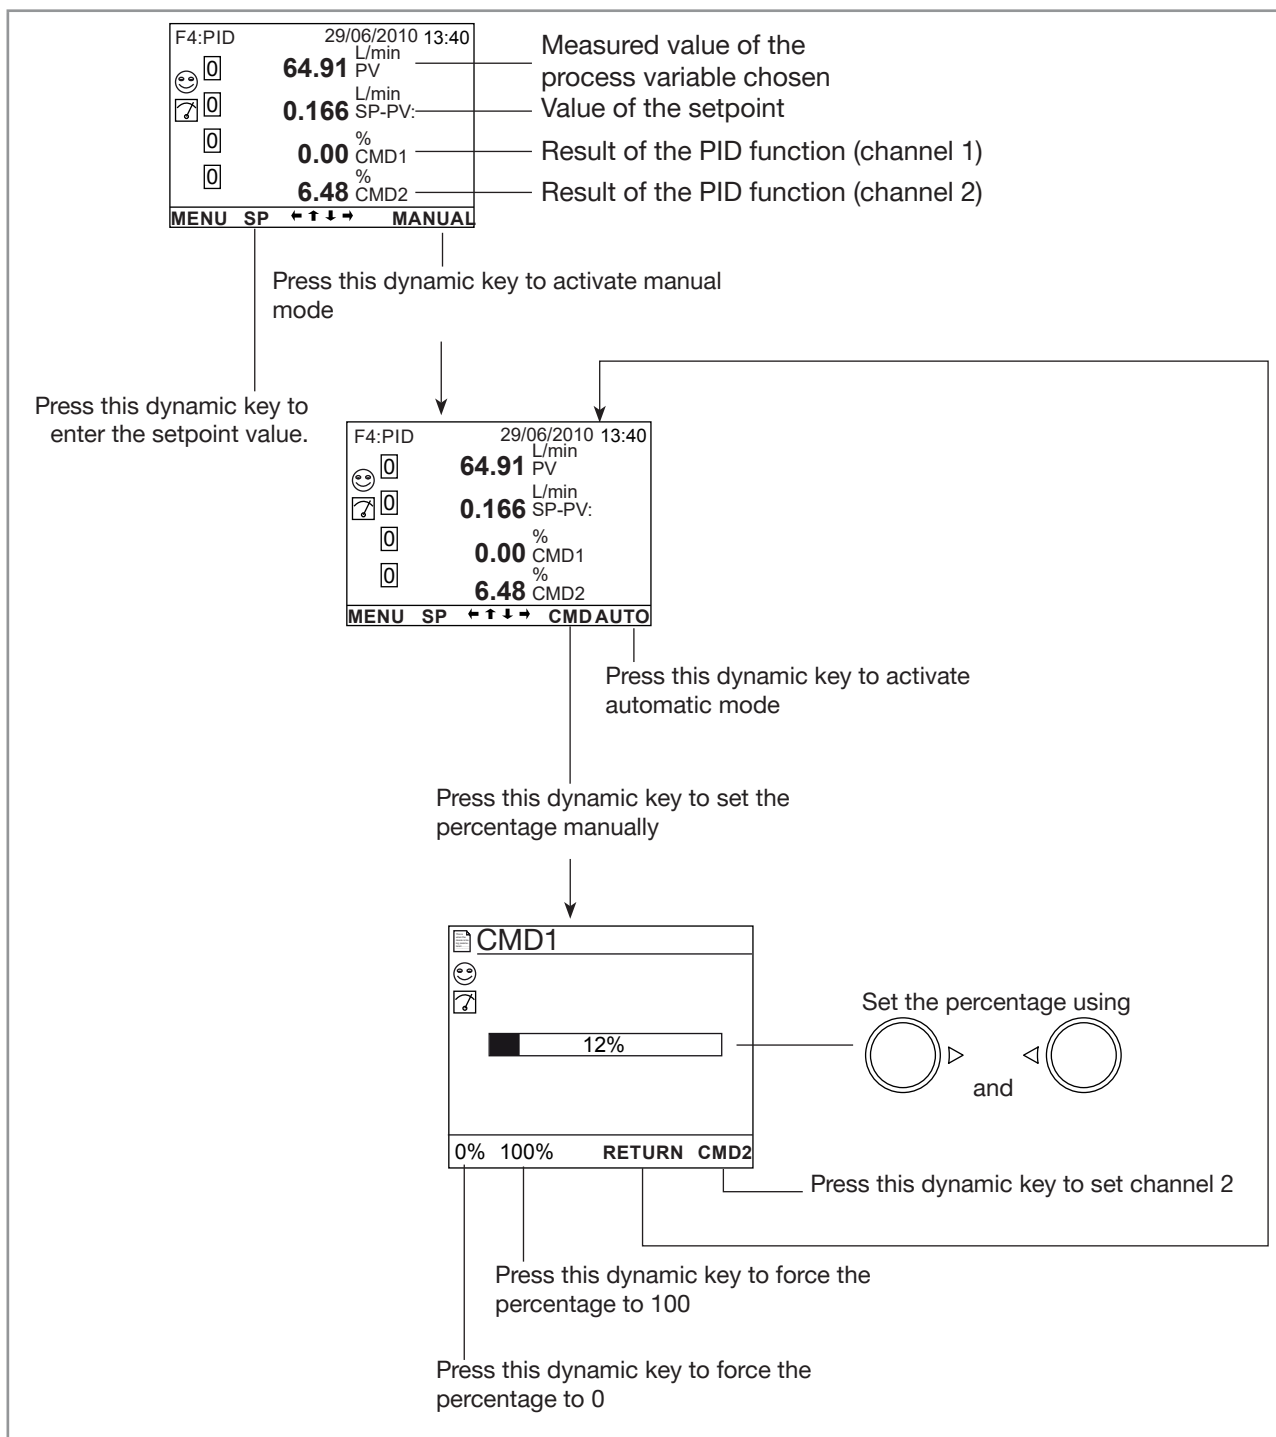 F4:PID 29/06/2010 13:40
0 64.91 L/min PV
0 0.166 L/min SP-PV:
0 0.00 % CMD1
0 6.48 % CMD2
MENU SP MANUAL
Measured value of the
process variable chosen
Value of the setpoint
Result of the PID function (channel 1)
Result of the PID function (channel 2)
Press this dynamic key to activate manual
mode
Press this dynamic key to
enter the setpoint value.
F4:PID 29/06/2010 13:40
0 64.91 L/min PV
0 0.166 L/min SP-PV:
0 0.00 % CMD1
0 6.48 % CMD2
MENU SP CMD AUTO
Press this dynamic key to activate
automatic mode
Press this dynamic key to set the
percentage manually
CMD1
12%
0% 100% RETURN CMD2
Set the percentage using
and
Press this dynamic key to set channel 2
Press this dynamic key to force the
percentage to 100
Press this dynamic key to force the
percentage to 0